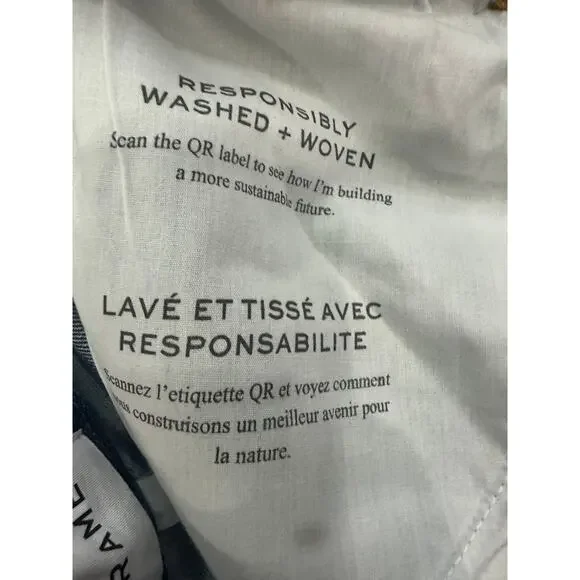 RESPONSIBLY
WASHED + WOVEN
Scan the QR label to see how I'm building
a more sustainable future.
LAVÉ ET TISSÉ AVEC
RESPONSABILITE
Scannez l'etiquette QR et voyez comment
construisons un meilleur avenir pour
la nature.
RAME